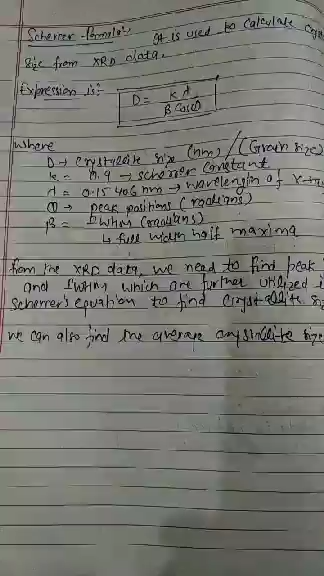 Scherrer-formula:
It is used to calculate
size from XRD data.
Expression is:
D = kλ / β cosθ
where
D → crystallite size (nm) / (Grain size)
k = 0.9 → scherrer constant
λ = 0.15406 nm → wavelength of x-ra
θ → peak positions (radians)
β = FWHM (radians)
↳ full width half maxima
from the XRD data, we need to find peak
and FWHM which are further utilized i
Scherrer's equation to find crystallite
we can also find the average crystallite size